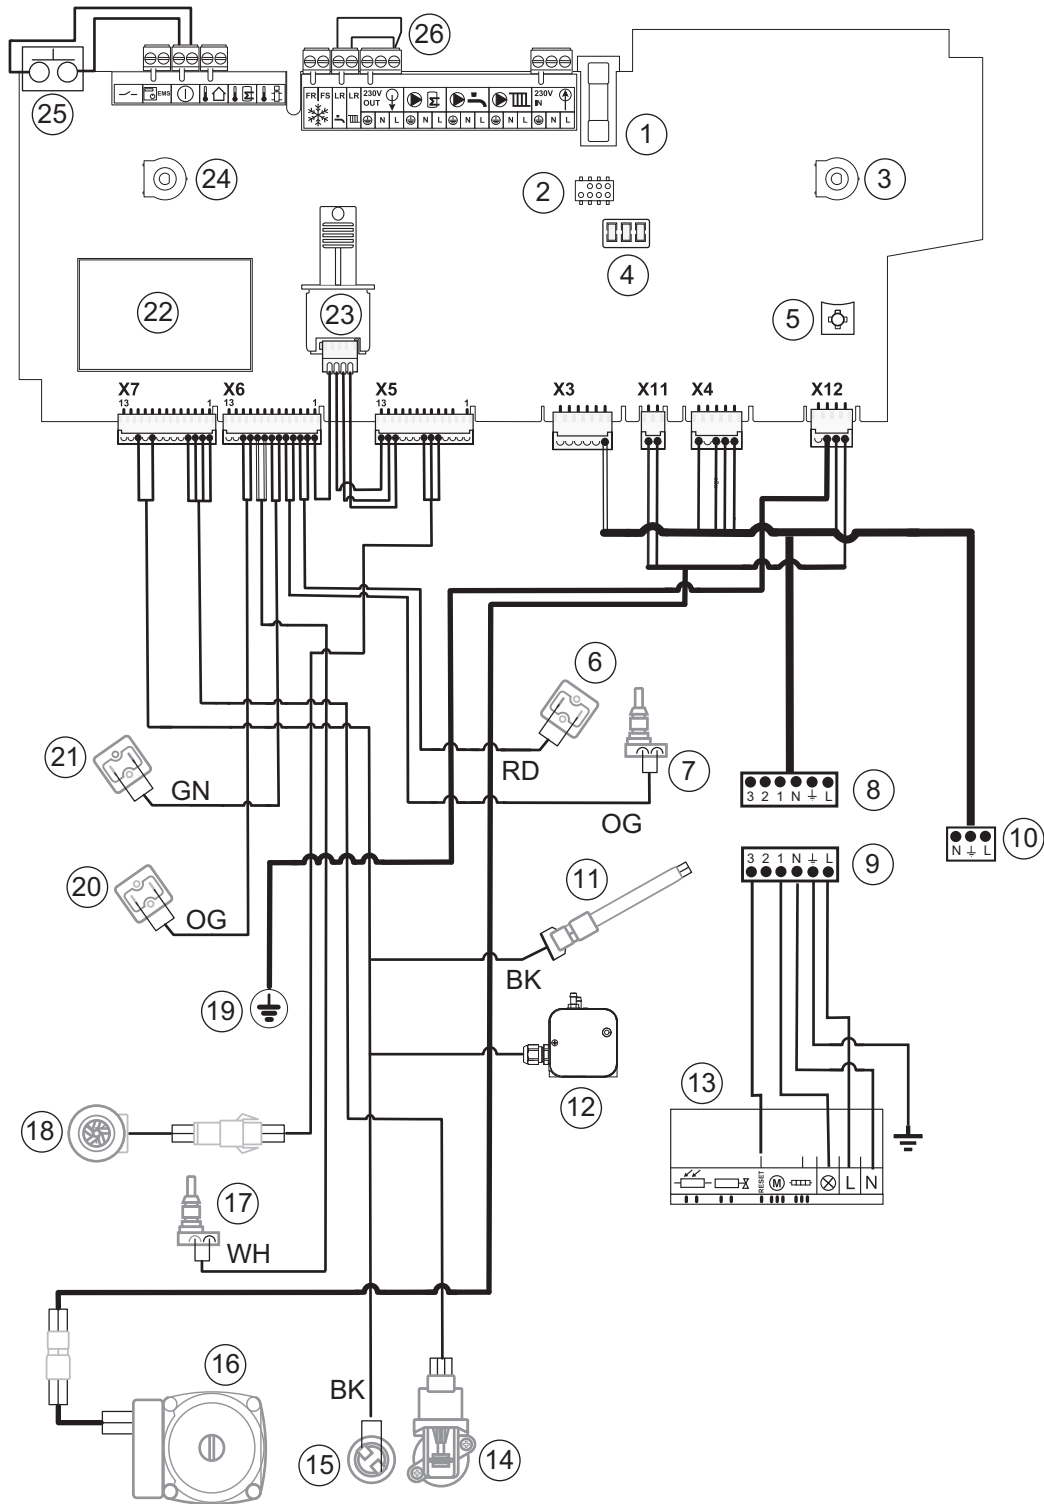 26
25
EMS
FR FS LR LR 230V OUT 230V IN
N L N L N L N L N L
1
24
2
3
4
22
23
5
X7 X6 X5 X3 X11 X4 X12
13 1 13 1 13 1
6
21
GN
RD
7
OG
8
3 2 1 N L
10
N L
9
3 2 1 N L
20
OG
11
BK
19
12
13
18
RESET M L N
17
WH
16
BK
15
14